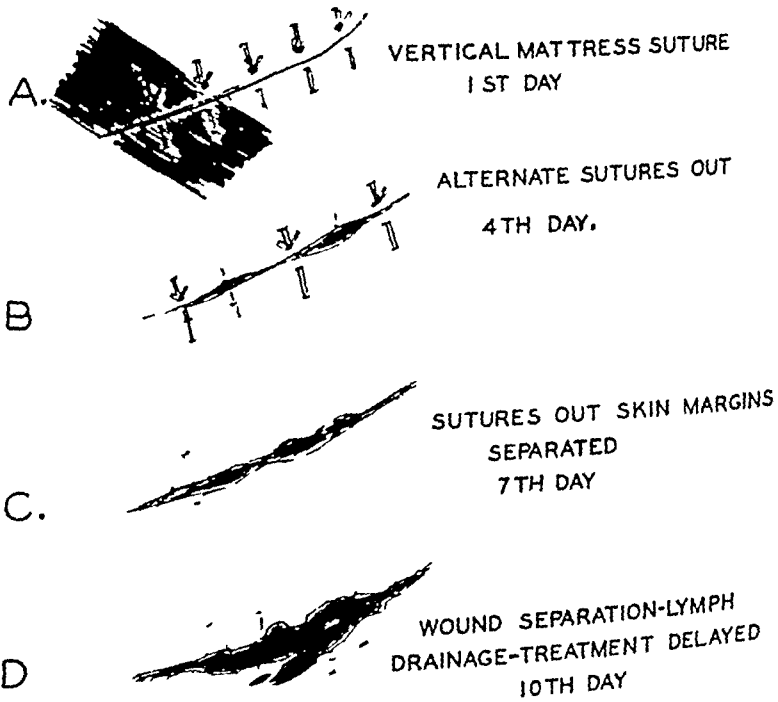 A.
VERTICAL MATTRESS SUTURE
1 ST DAY
ALTERNATE SUTURES OUT
4TH DAY.
B
SUTURES OUT SKIN MARGINS
SEPARATED
7TH DAY
C.
WOUND SEPARATION-LYMPH
DRAINAGE-TREATMENT DELAYED
10TH DAY
D